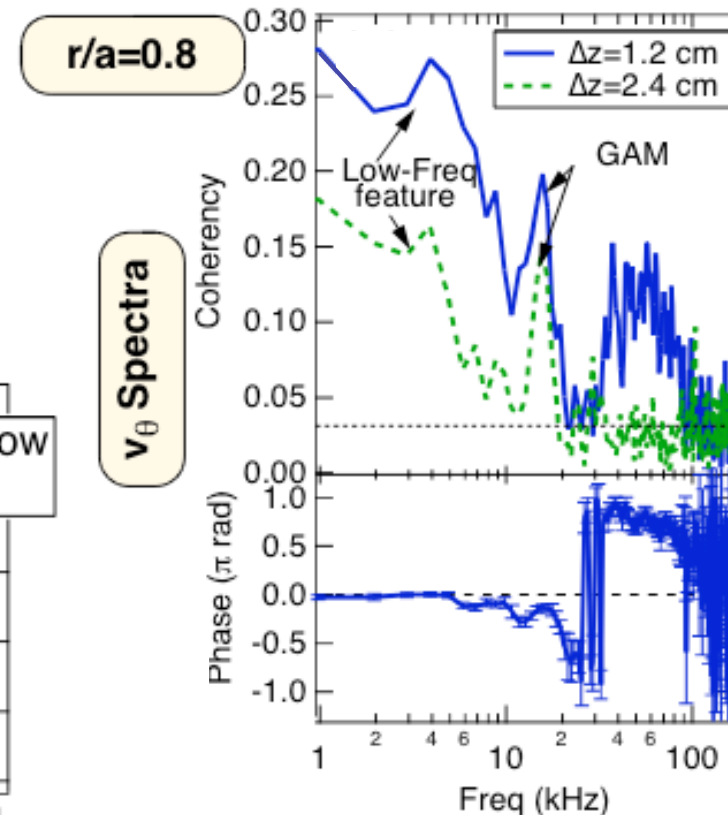 r/a=0.8
ow
vθ Spectra
0.30
0.25
0.20
0.15
0.10
0.05
0.00
Coherency
Δz=1.2 cm
Δz=2.4 cm
Low-Freq
feature
GAM
1.0
0.5
0.0
-0.5
-1.0
Phase (π rad)
1 2 4 6 10 2 4 6 100
Freq (kHz)